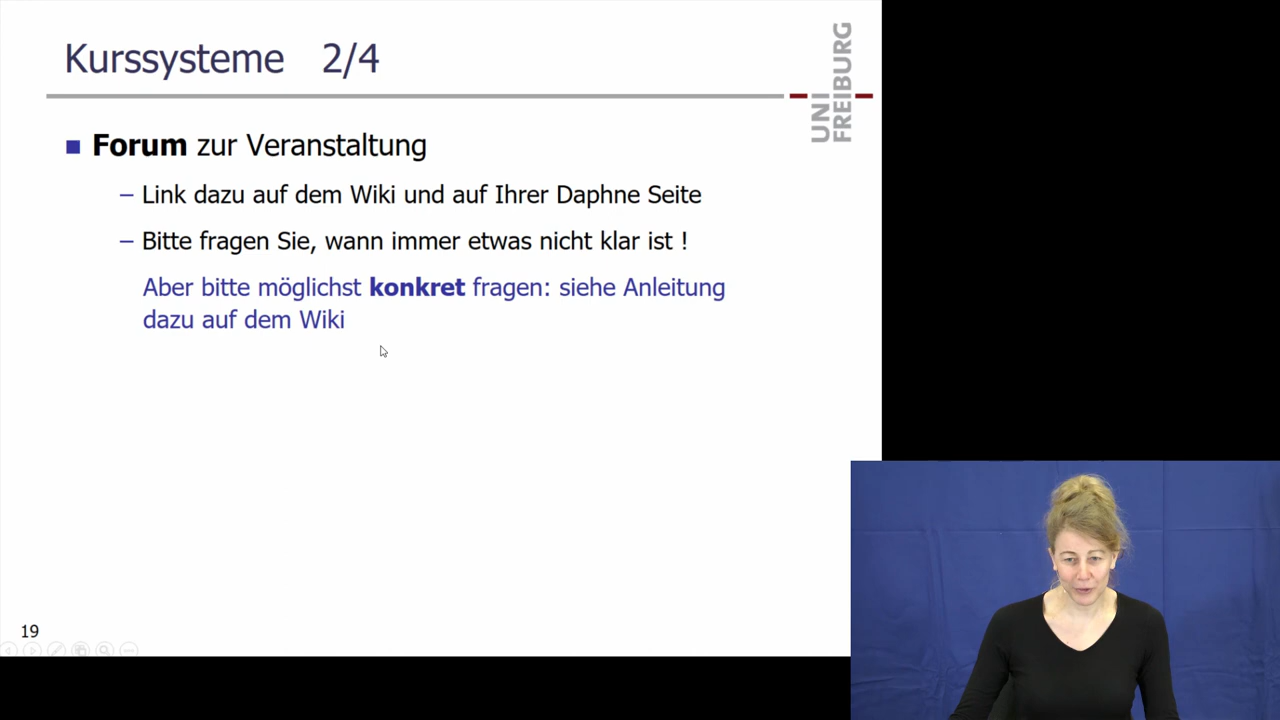 Kurssysteme 2/4
UNI
FREIBURG
Forum zur Veranstaltung
– Link dazu auf dem Wiki und auf Ihrer Daphne Seite
– Bitte fragen Sie, wann immer etwas nicht klar ist !
Aber bitte möglichst konkret fragen: siehe Anleitung
dazu auf dem Wiki
19